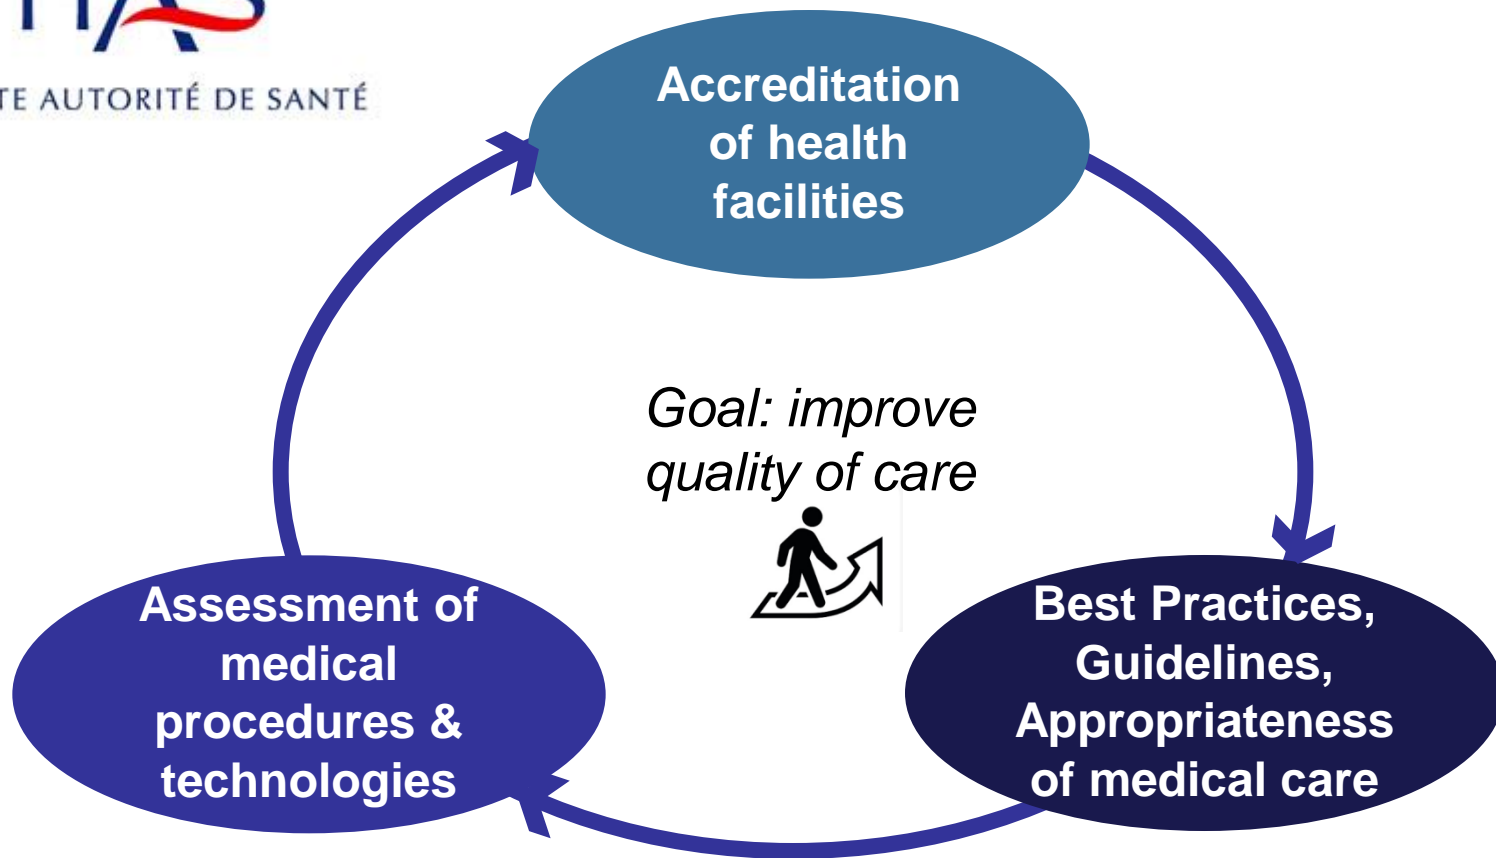 HAS
TE AUTORITÉ DE SANTÉ
Accreditation
of health
facilities
Goal: improve
quality of care
Assessment of
medical
procedures &
technologies
Best Practices,
Guidelines,
Appropriateness
of medical care